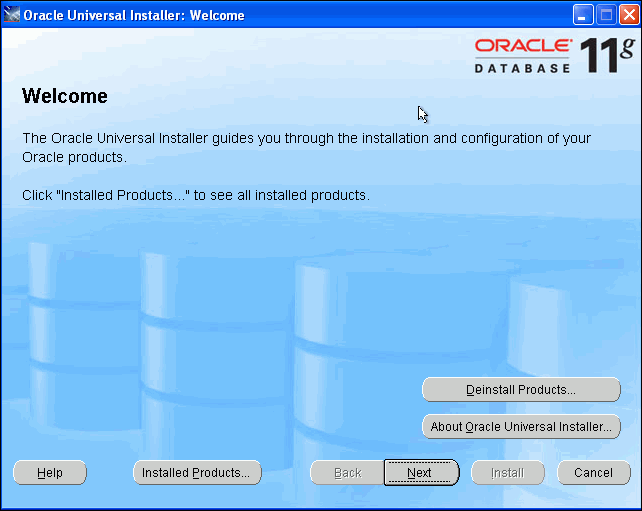 Oracle Universal Installer: Welcome
ORACLE
DATABASE 11g
Welcome
The Oracle Universal Installer guides you through the installation and configuration of your
Oracle products.
Click "Installed Products..." to see all installed products.
Deinstall Products...
About Oracle Universal Installer...
Help Installed Products... Back Next Install Cancel